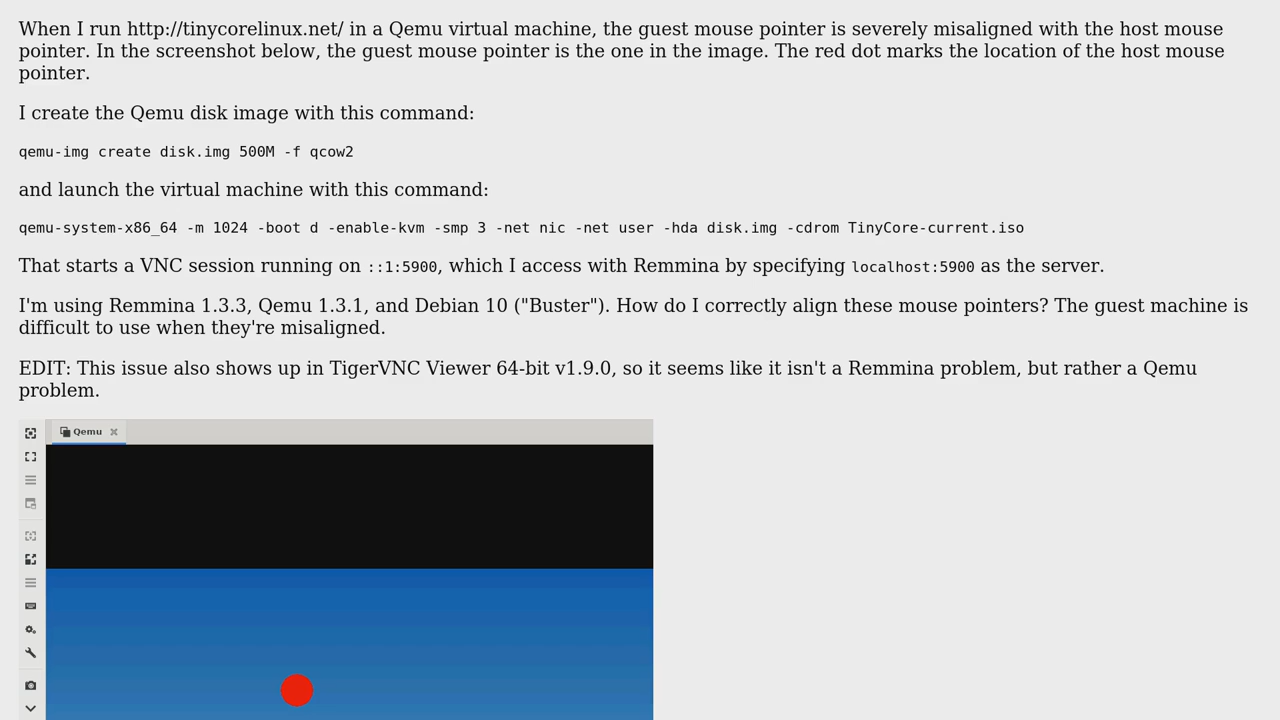 When I run http://tinycorelinux.net/ in a Qemu virtual machine, the guest mouse pointer is severely misaligned with the host mouse
pointer. In the screenshot below, the guest mouse pointer is the one in the image. The red dot marks the location of the host mouse
pointer.
I create the Qemu disk image with this command:
qemu-img create disk.img 500M -f qcow2
and launch the virtual machine with this command:
qemu-system-x86_64 -m 1024 -boot d -enable-kvm -smp 3 -net nic -net user -hda disk.img -cdrom TinyCore-current.iso
That starts a VNC session running on ::1:5900, which I access with Remmina by specifying localhost:5900 as the server.
I'm using Remmina 1.3.3, Qemu 1.3.1, and Debian 10 ("Buster"). How do I correctly align these mouse pointers? The guest machine is
difficult to use when they're misaligned.
EDIT: This issue also shows up in TigerVNC Viewer 64-bit v1.9.0, so it seems like it isn't a Remmina problem, but rather a Qemu
problem.
Qemu